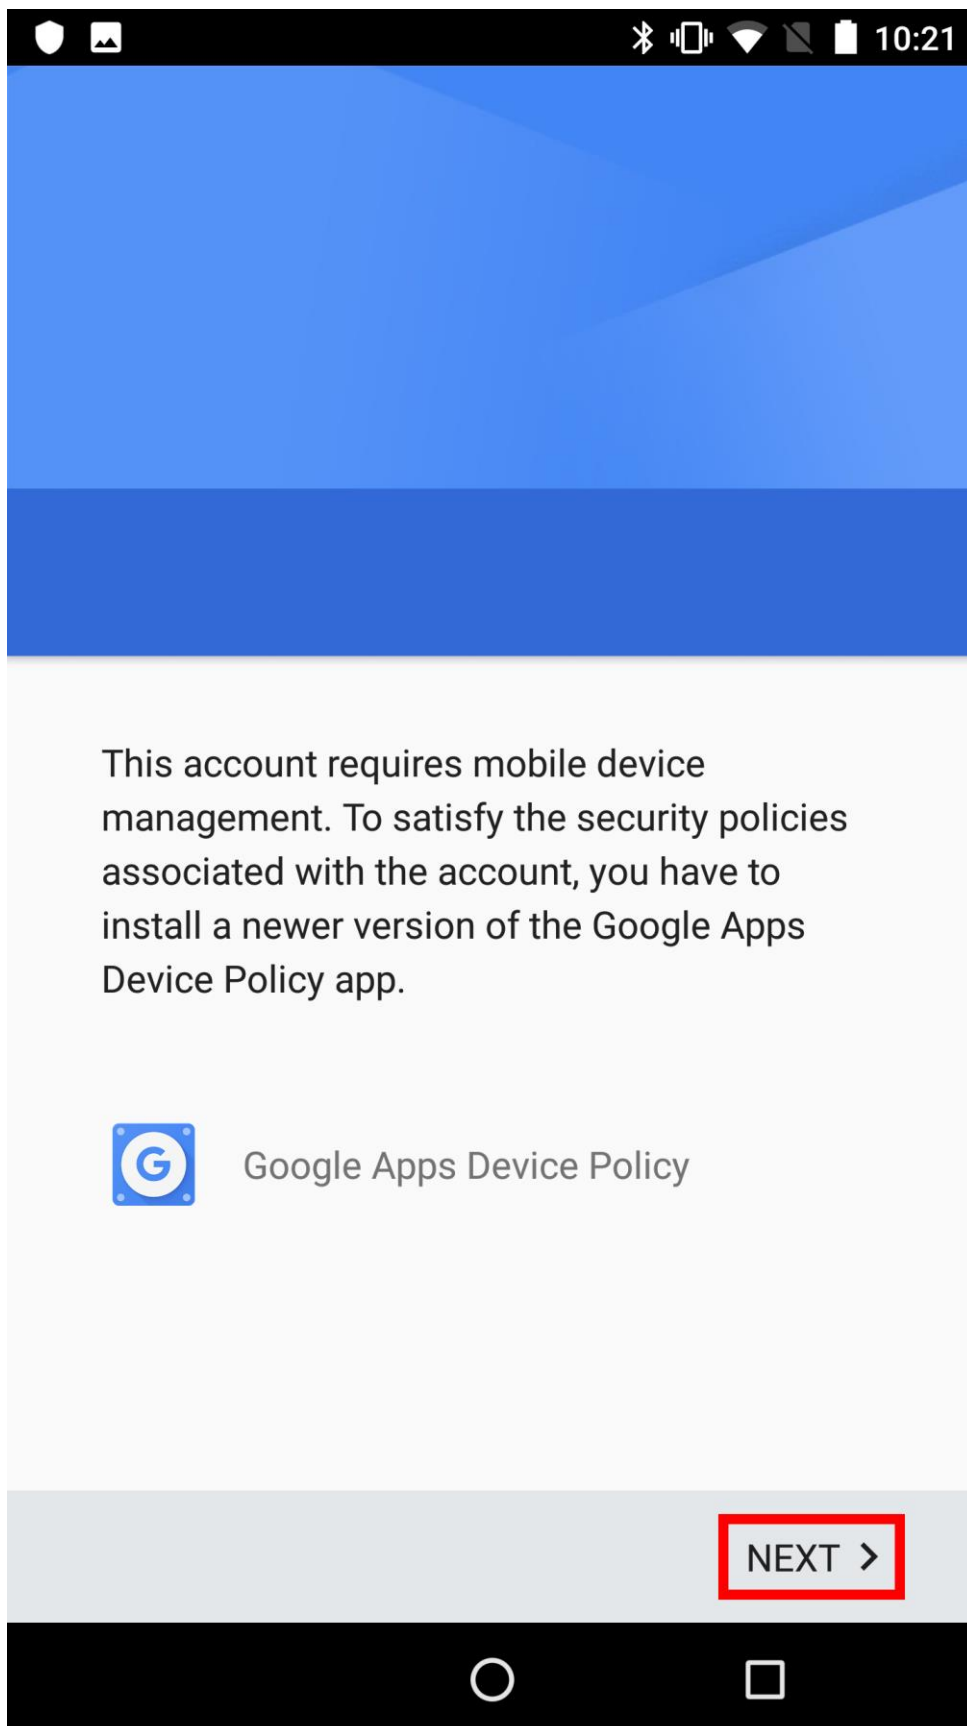 10:21
This account requires mobile device
management. To satisfy the security policies
associated with the account, you have to
install a newer version of the Google Apps
Device Policy app.
G
Google Apps Device Policy
NEXT